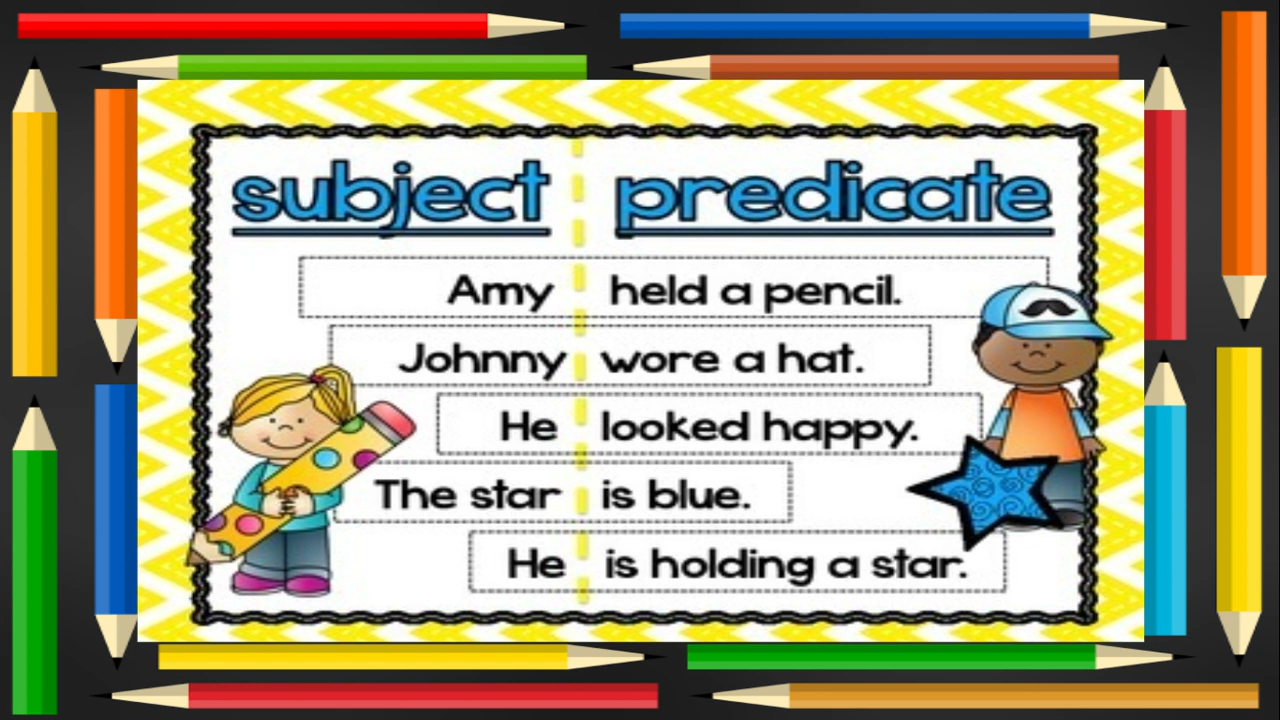 subject predicate
Amy held a pencil.
Johnny wore a hat.
He looked happy.
The star is blue.
He is holding a star.